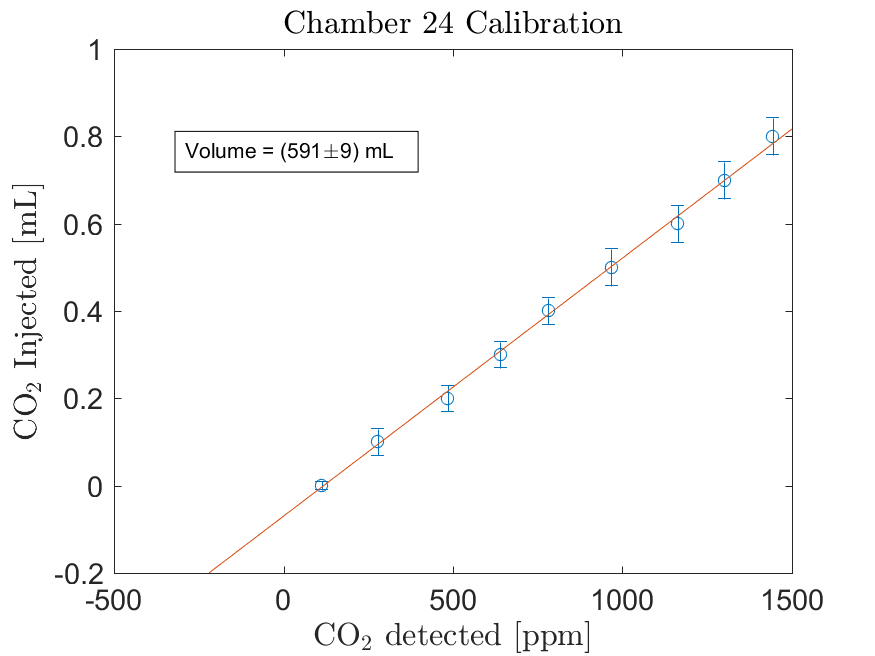 Chamber 24 Calibration
1
0.8
0.6
0.4
0.2
0
-0.2
CO₂ Injected [mL]
Volume = (591±9) mL
-500 0 500 1000 1500
CO₂ detected [ppm]